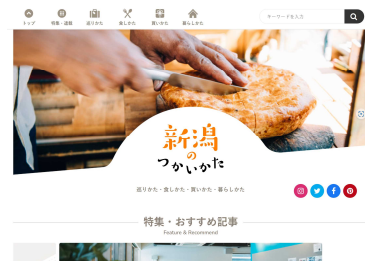 トップ
特集・連載
巡りかた
食しかた
買いかた
暮らしかた
キーワードを入力
新潟
の
つかいかた
巡りかた・食しかた・買いかた・暮らしかた
特集・おすすめ記事
Feature & Recommend